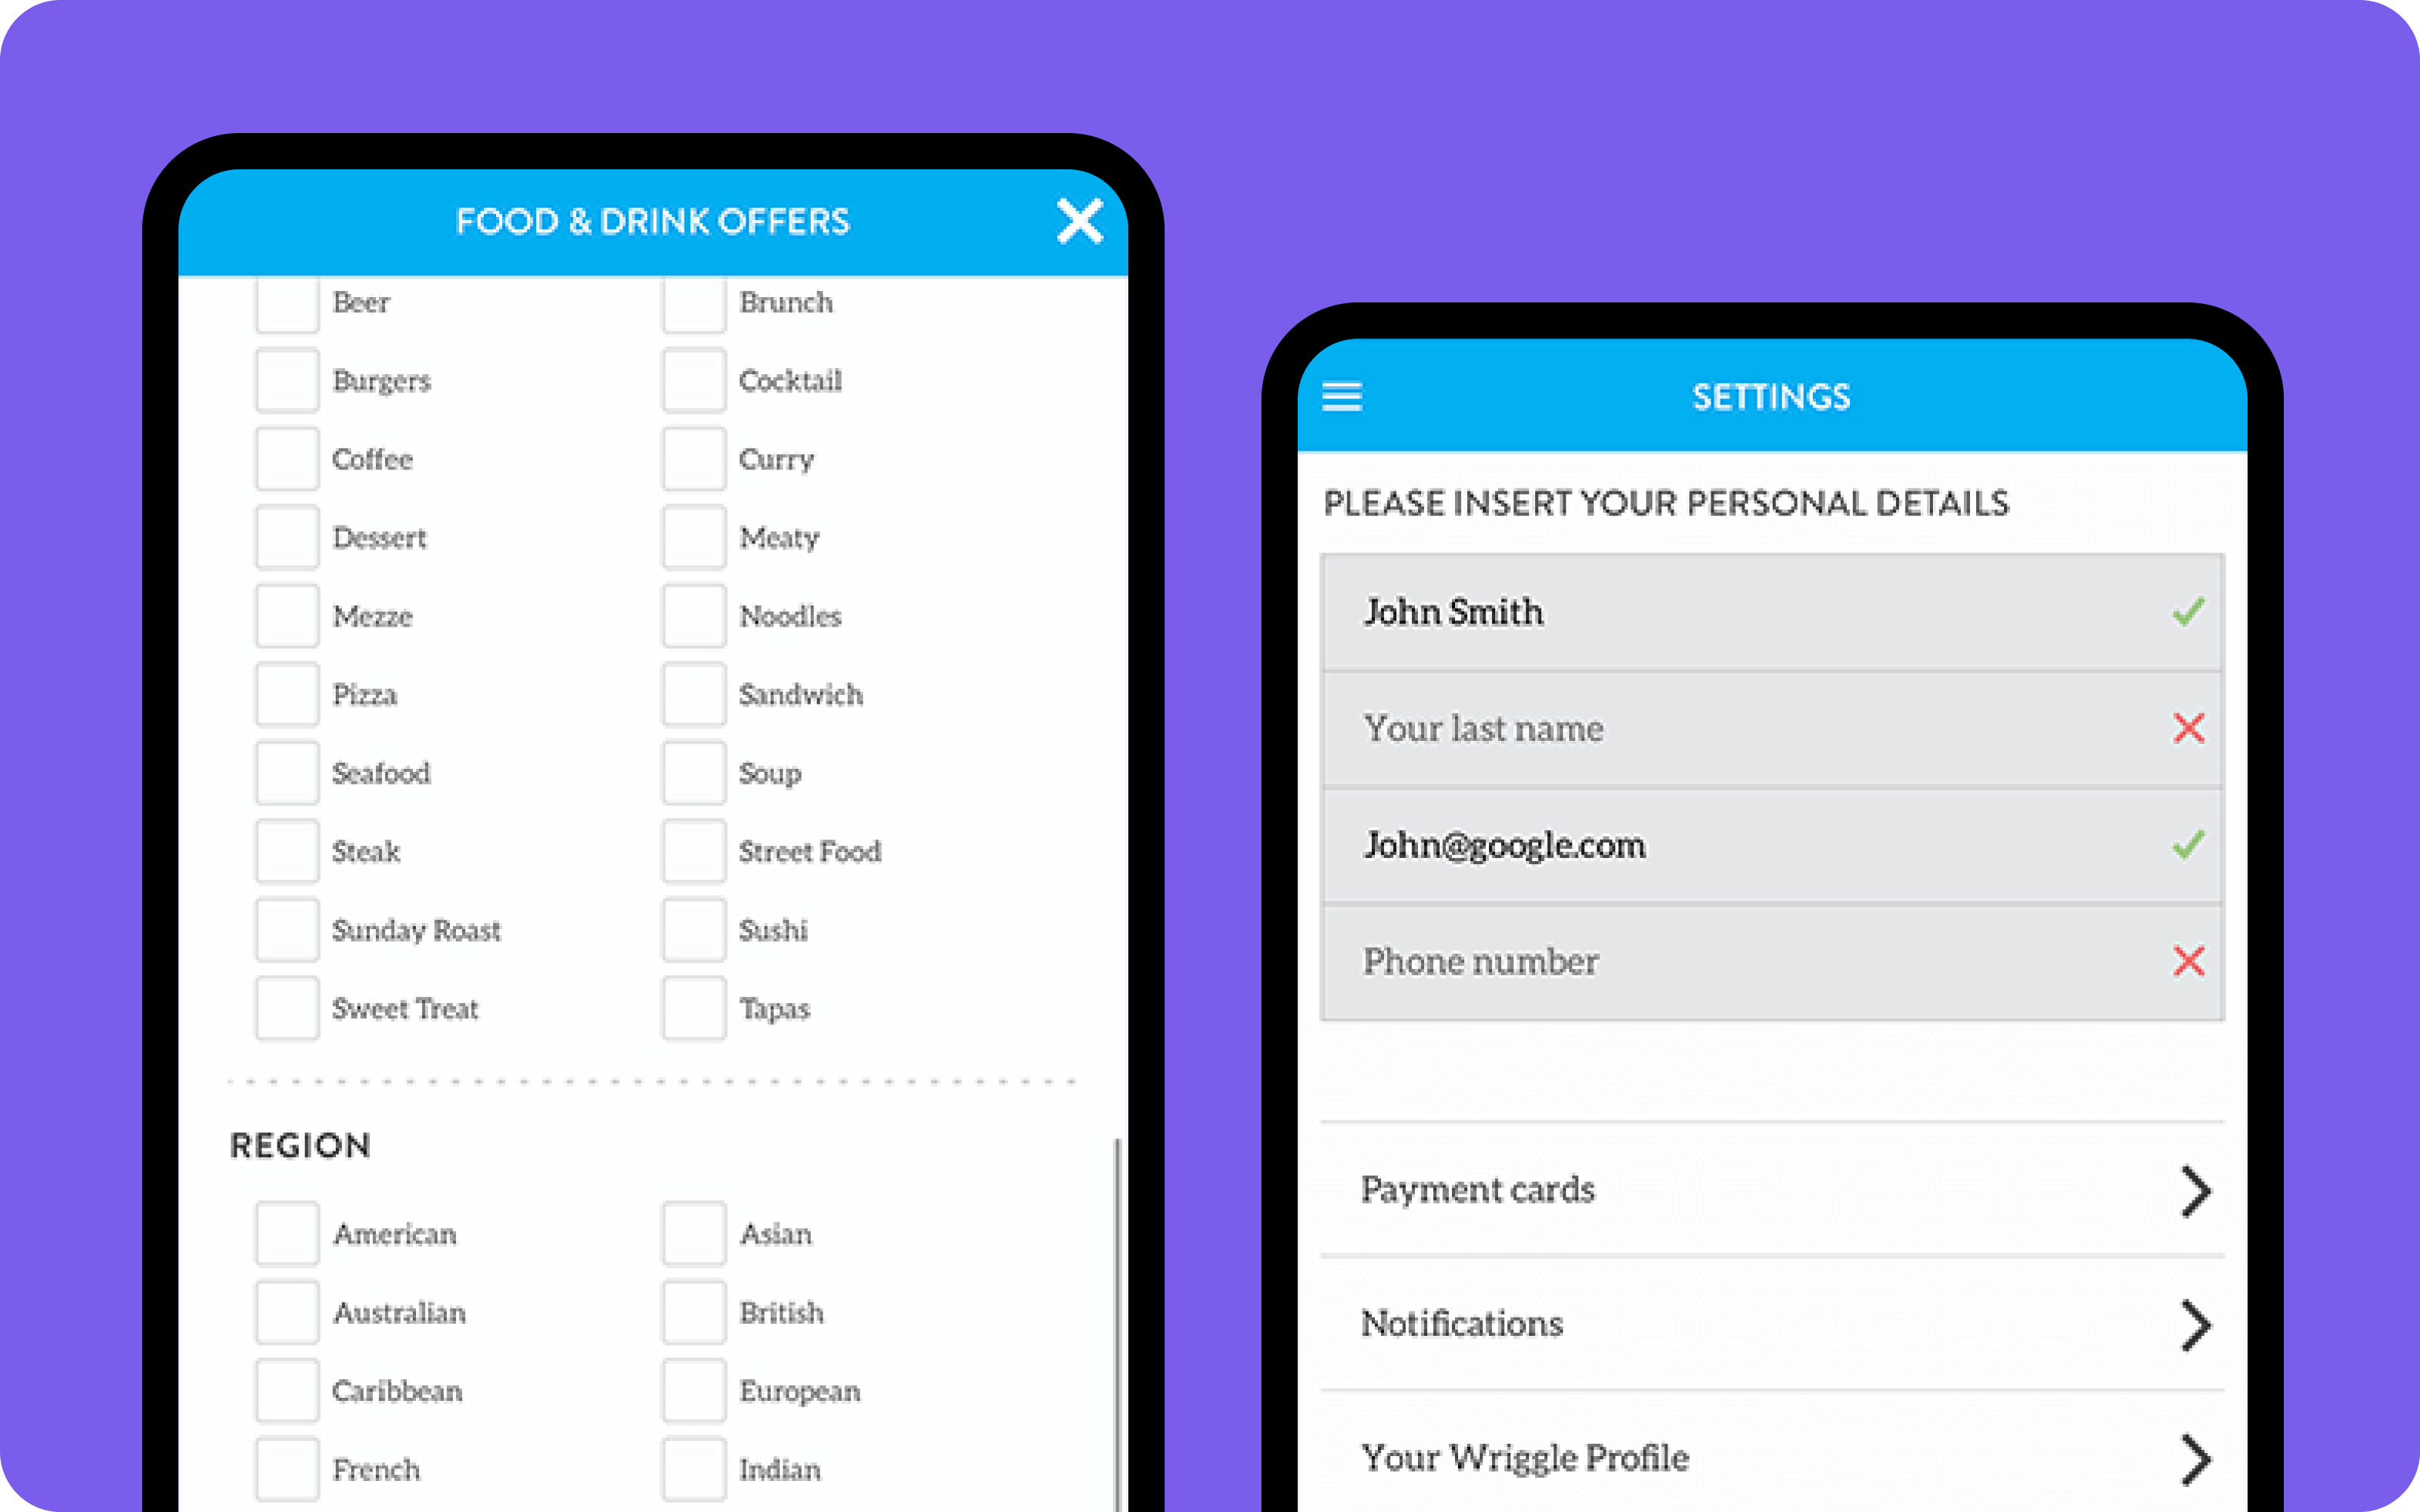 FOOD & DRINK OFFERS
Beer Brunch
Burgers Cocktail
Coffee Curry
Dessert Meaty
Mezze Noodles
Pizza Sandwich
Seafood Soup
Steak Street Food
Sunday Roast Sushi
Sweet Treat Tapas
REGION
American Asian
Australian British
Caribbean European
French Indian
SETTINGS
PLEASE INSERT YOUR PERSONAL DETAILS
John Smith
Your last name
John@google.com
Phone number
Payment cards
Notifications
Your Wriggle Profile